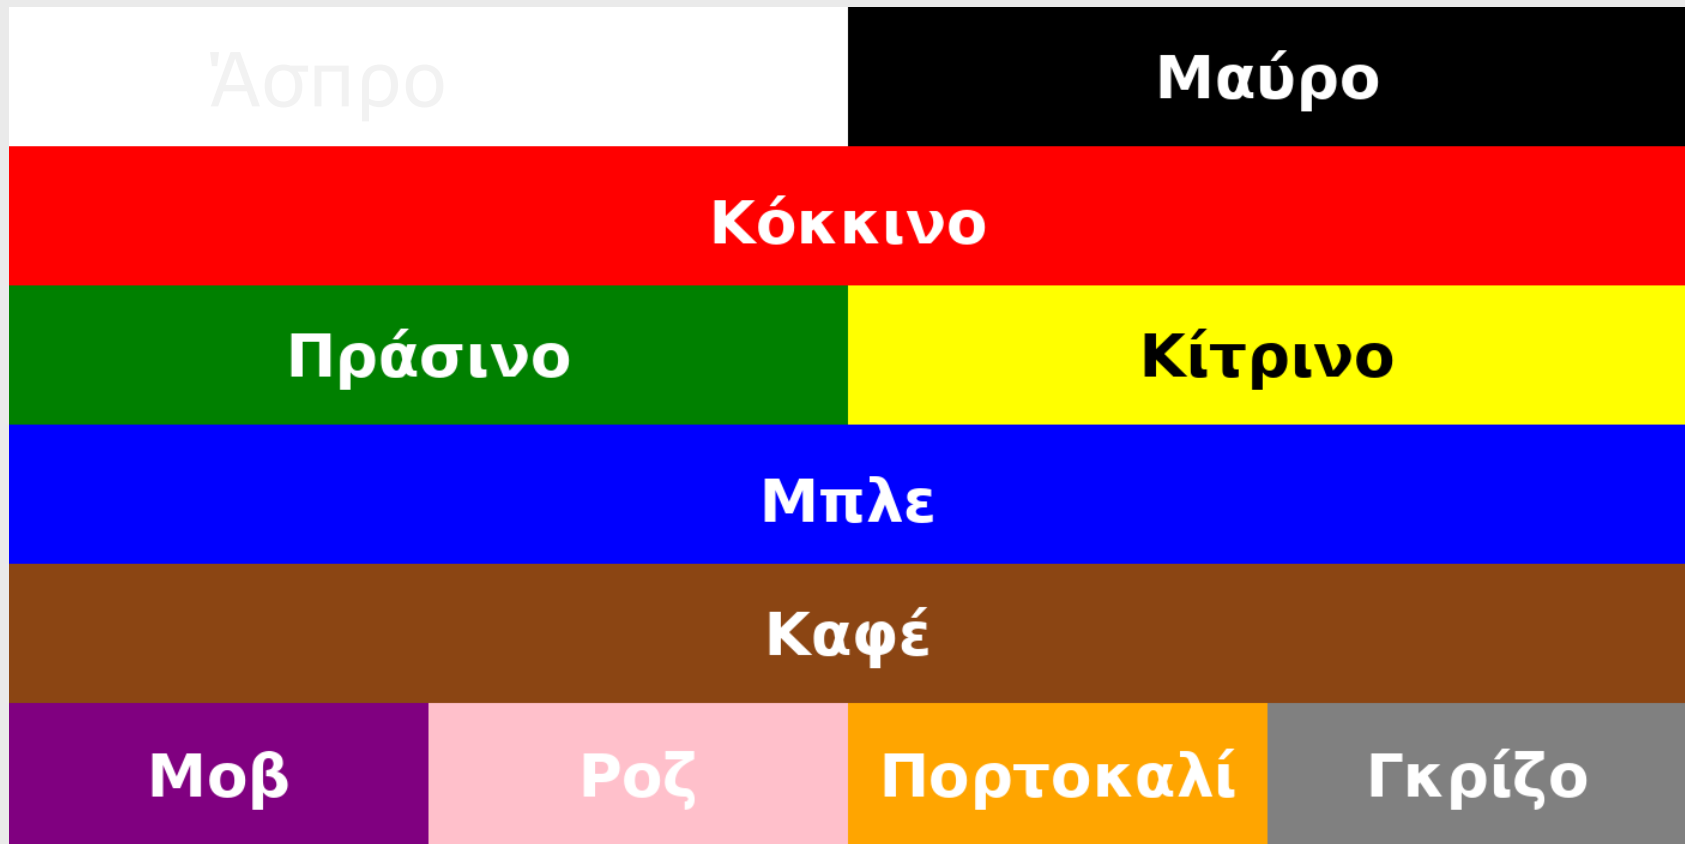 Άσπρο Μαύρο
Κόκκινο
Πράσινο Κίτρινο
Μπλε
Καφέ
Μοβ Ροζ Πορτοκαλί Γκρίζο